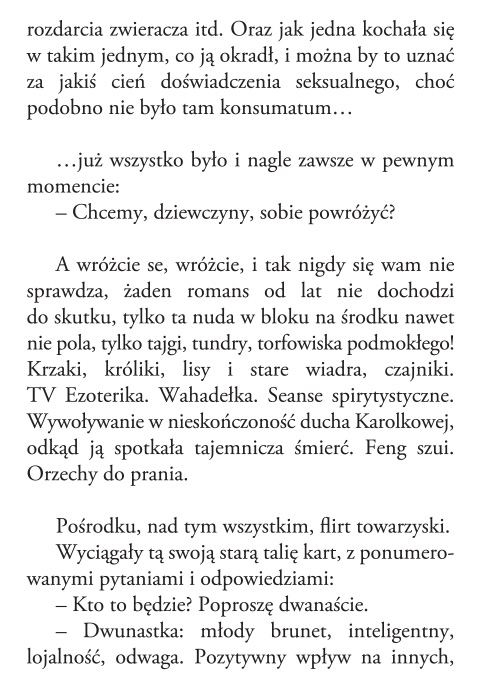 rozdarcia zwieracza itd. Oraz jak jedna kochała się
w takim jednym, co ją okradł, i można by to uznać
za jakiś cień doświadczenia seksualnego, choć
podobno nie było tam konsumatum…
…już wszystko było i nagle zawsze w pewnym
momencie:
– Chcemy, dziewczyny, sobie powróżyć?
A wróżcie se, wróżcie, i tak nigdy się wam nie
sprawdza, żaden romans od lat nie dochodzi
do skutku, tylko ta nuda w bloku na środku nawet
nie pola, tylko tajgi, tundry, torfowiska podmokłego!
Krzaki, króliki, lisy i stare wiadra, czajniki.
TV Ezoterika. Wahadełka. Seanse spirytystyczne.
Wywoływanie w nieskończoność ducha Karolkowej,
odkąd ją spotkała tajemnicza śmierć. Feng szui.
Orzechy do prania.
Pośrodku, nad tym wszystkim, flirt towarzyski.
Wyciągały tą swoją starą talię kart, z ponumero-
wanymi pytaniami i odpowiedziami:
– Kto to będzie? Poproszę dwanaście.
– Dwunastka: młody brunet, inteligentny,
lojalność, odwaga. Pozytywny wpływ na innych,